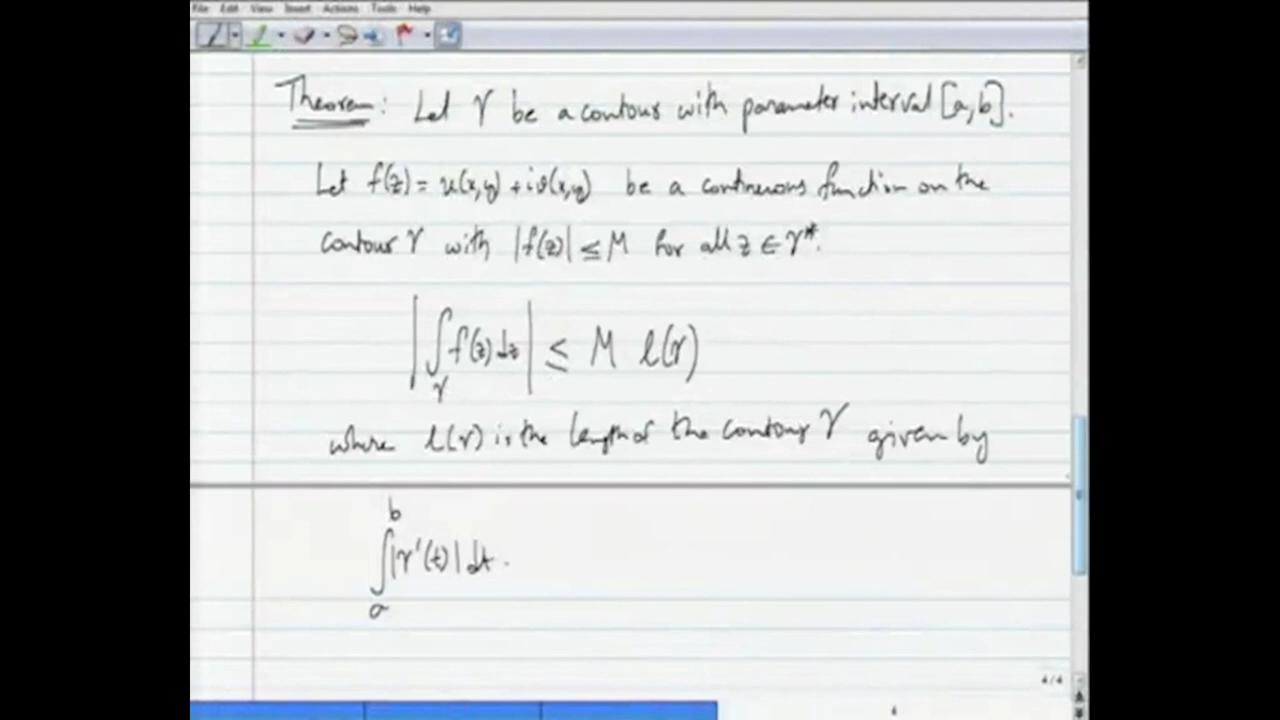 File Edit View Insert Actions Tools Help
Theorem: Let γ be a contour with parameter interval [a,b].
Let f(z) = u(x,y) + iv(x,y) be a continuous function on the
contour γ with |f(z)| ≤ M for all z ∈ γ*.
|∫_γ f(z) dz| ≤ M l(γ)
where l(γ) is the length of the contour γ given by
∫_a^b |γ'(t)| dt.
4/4